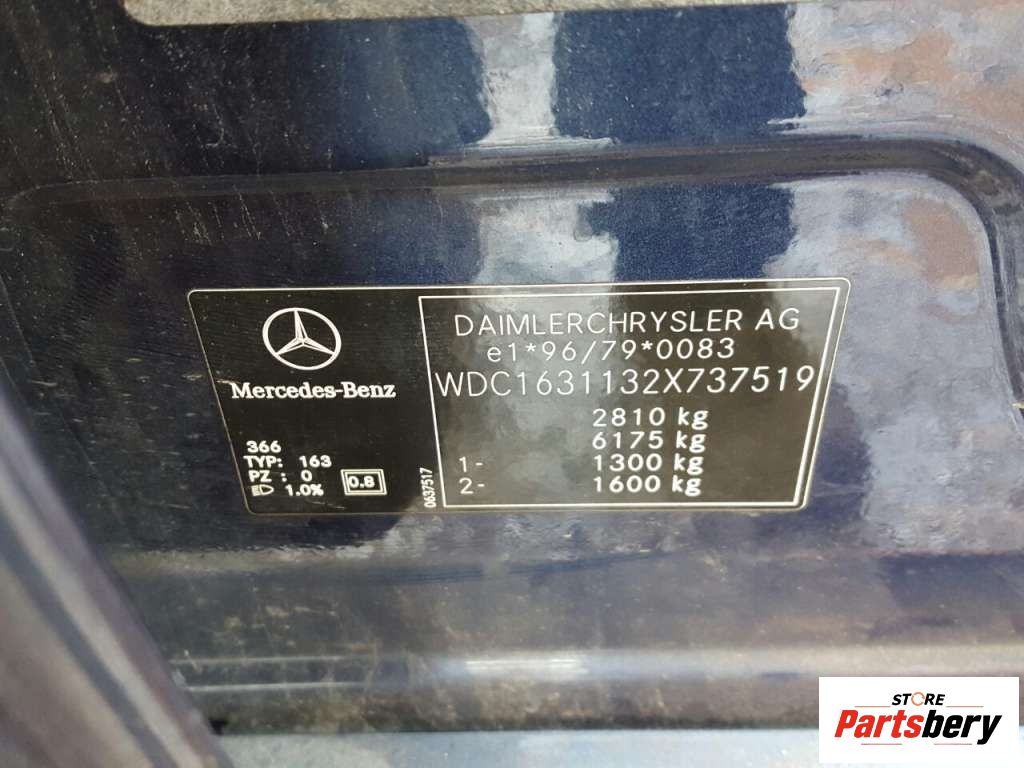 Mercedes-Benz
366
TYP: 163
PZ : 0
1.0%
0.8
0637517
DAIMLERCHRYSLER AG
e1*96/79*0083
WDC1631132X737519
2810 kg
6175 kg
1- 1300 kg
2- 1600 kg
STORE
Partsbery